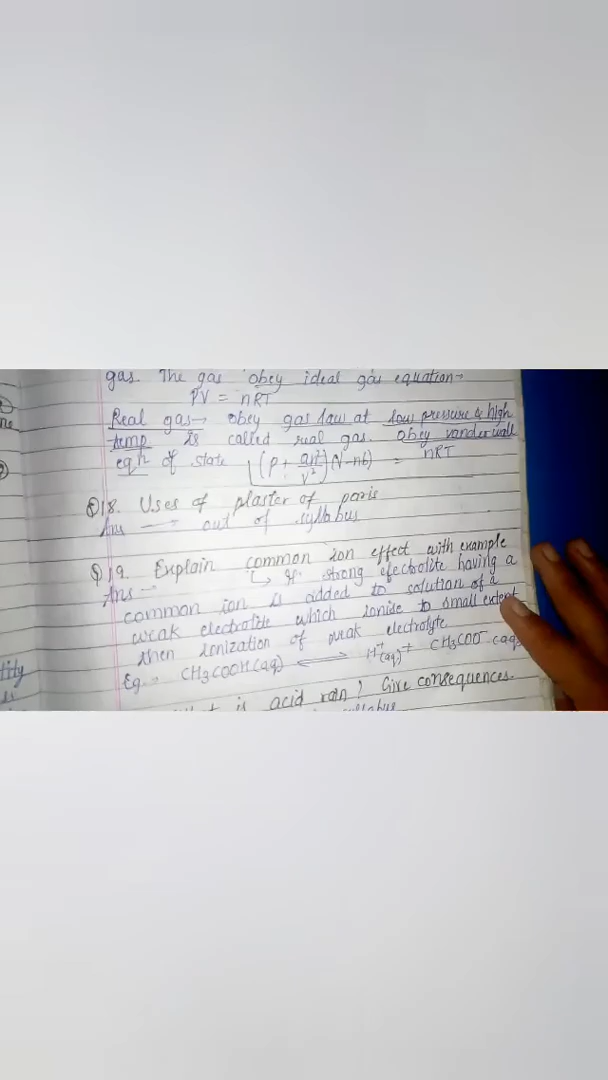 gas. The gas obey ideal gas equation→
PV = nRT
Real gas→ obey gas law at low pressure & high
temp is called real gas. obey vanderwall
eqn of state (P + an²/v²)(V-nb) = nRT
Q18. Uses of plaster of paris
Ans → out of syllabus
Q19. Explain common ion effect with example
Ans - ↳ If strong electrolite having a
common ion is added to solution of a
weak electrolite which ionise to small extent
then ionization of weak electrolyte
Eg. → CH3COOH(aq) ⇌ H+(aq) + CH3COO- (aq)
is acid rain? Give consequences.